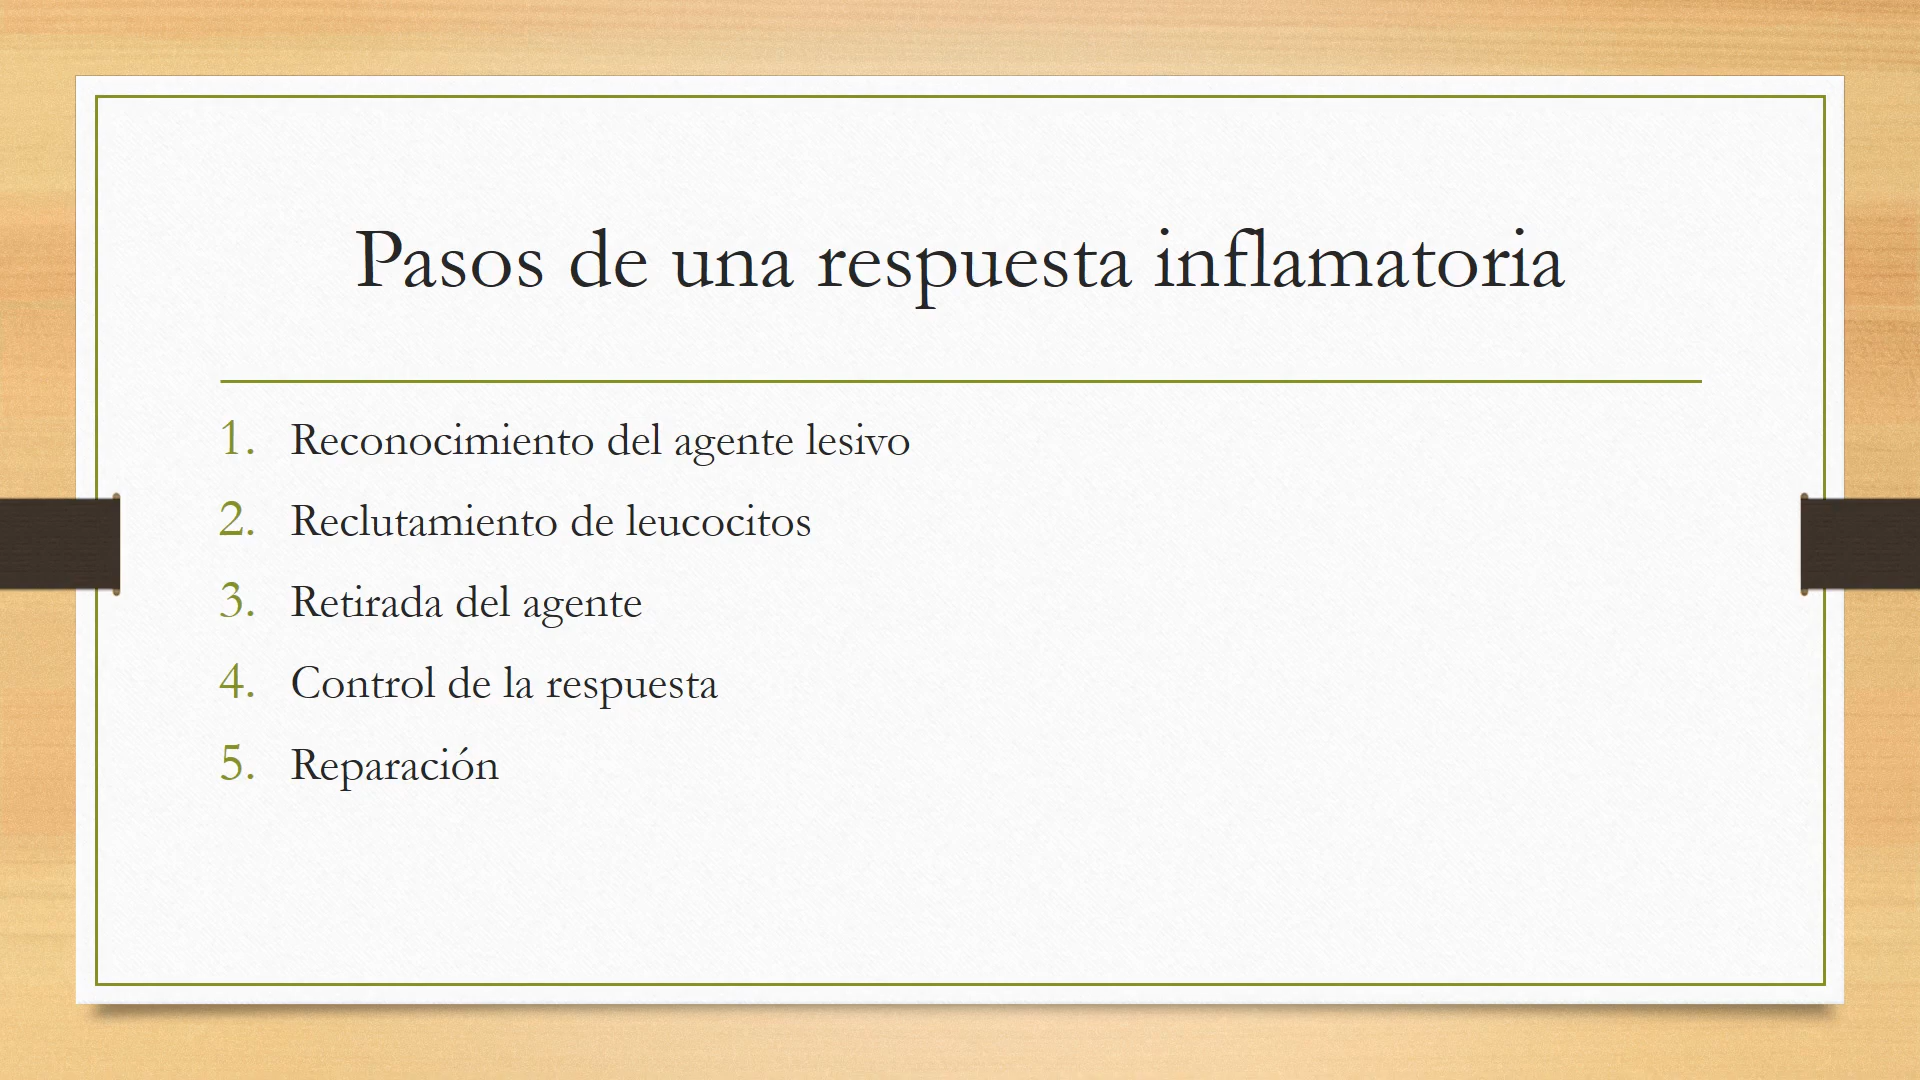 Pasos de una respuesta inflamatoria
1. Reconocimiento del agente lesivo
2. Reclutamiento de leucocitos
3. Retirada del agente
4. Control de la respuesta
5. Reparación